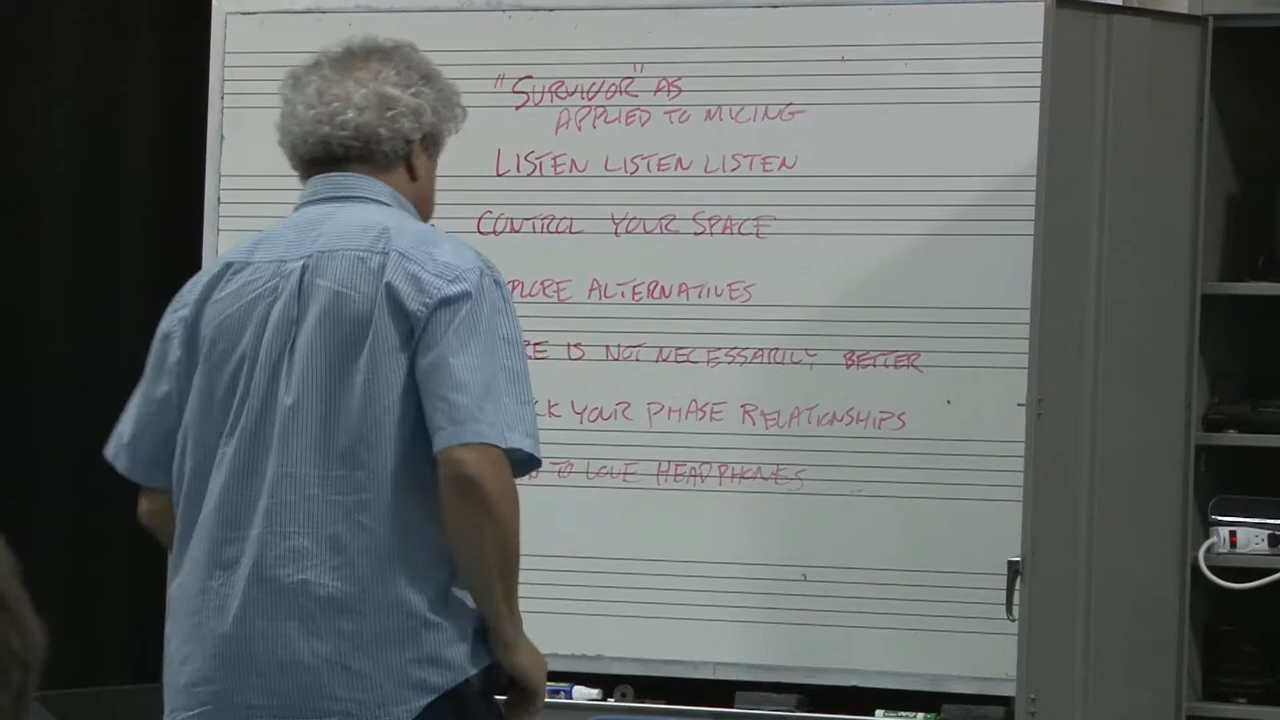 "SURVIVOR" AS
APPLIED TO MICING
LISTEN LISTEN LISTEN
CONTROL YOUR SPACE
PLORE ALTERNATIVES
RE IS NOT NECESSARILY BETTER
CK YOUR PHASE RELATIONSHIPS
TO LOVE HEADPHONES